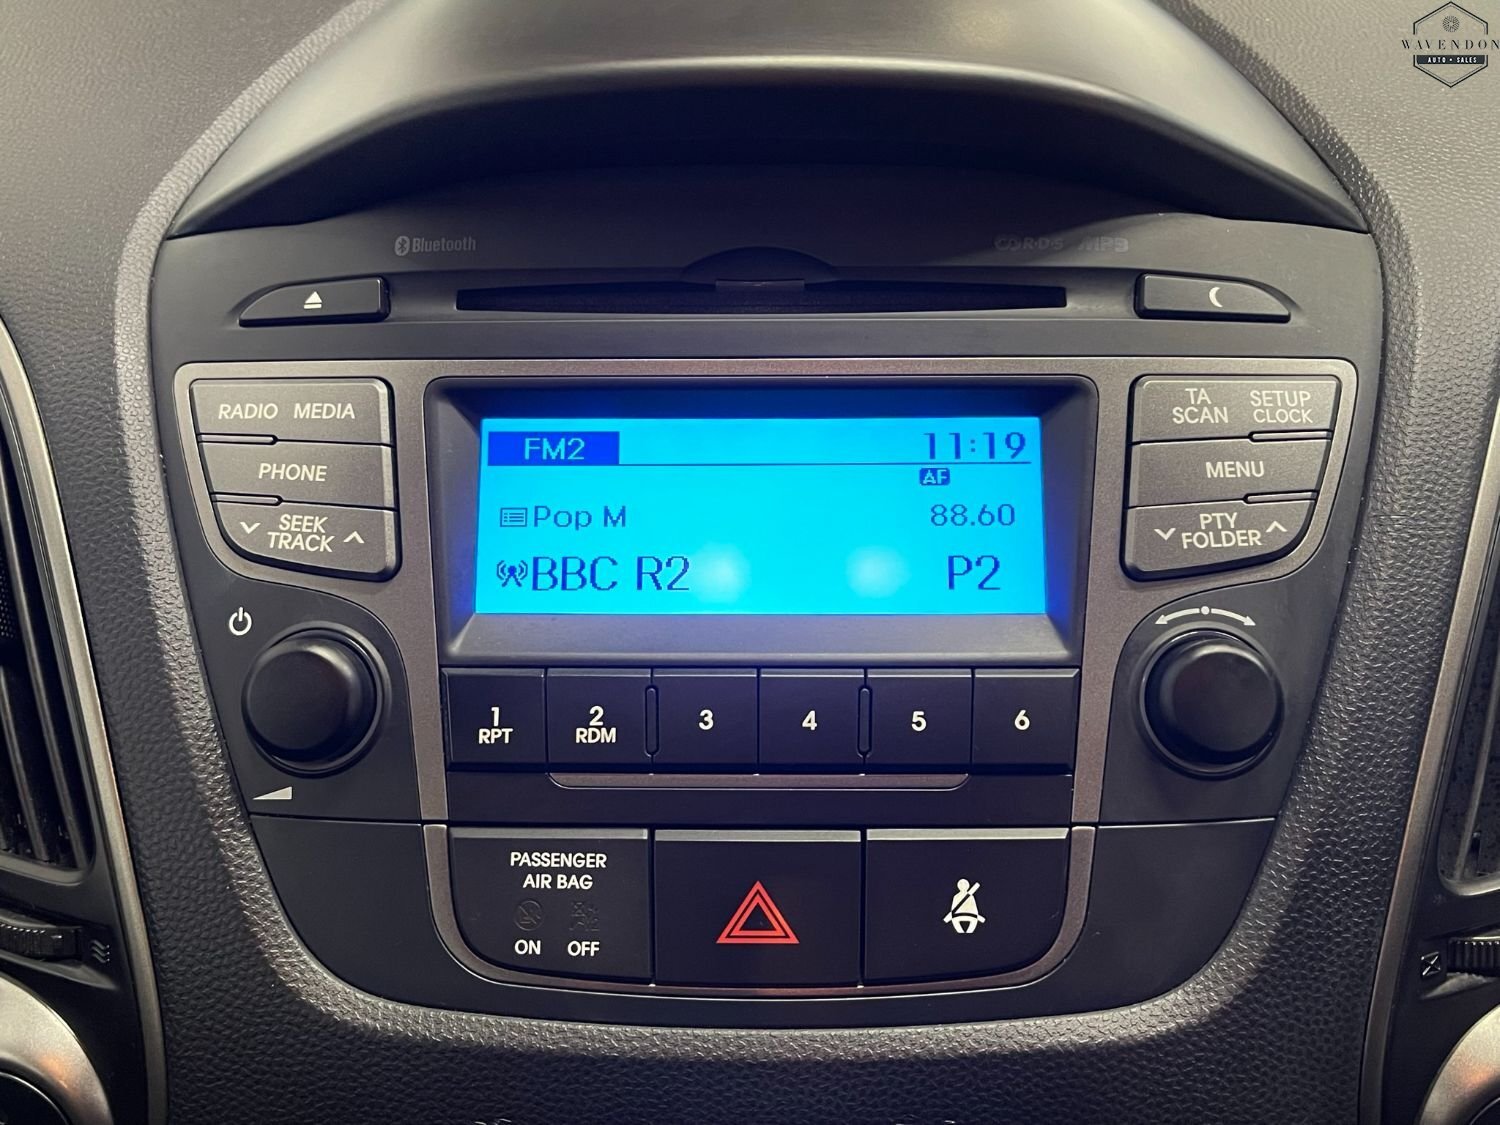 WAVENDON
AUTO • SALES
Bluetooth
RDS MP3
RADIO MEDIA
PHONE
SEEK
TRACK
FM2 11:19
AF
Pop M 88.60
BBC R2 P2
TA
SCAN
SETUP
CLOCK
MENU
PTY
FOLDER
1
RPT
2
RDM
3
4
5
6
PASSENGER
AIR BAG
ON OFF